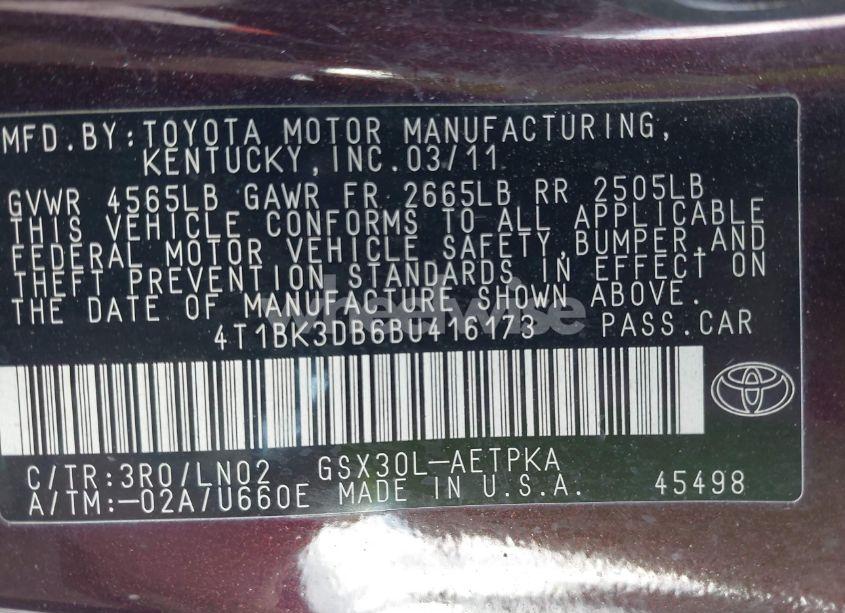 MFD.BY:TOYOTA MOTOR MANUFACTURING,
KENTUCKY,INC.03/11
GVWR 4565LB GAWR FR 2665LB RR 2505LB
THIS VEHICLE CONFORMS TO ALL APPLICABLE
FEDERAL MOTOR VEHICLE SAFETY,BUMPER,AND
THEFT PREVENTION STANDARDS IN EFFECT ON
THE DATE OF MANUFACTURE SHOWN ABOVE.
wheelwise
4T1BK3DB6BU416173 PASS.CAR
C/TR:3R0/LN02 GSX30L-AETPKA
A/TM:-02A/U660E MADE IN U.S.A. 45498